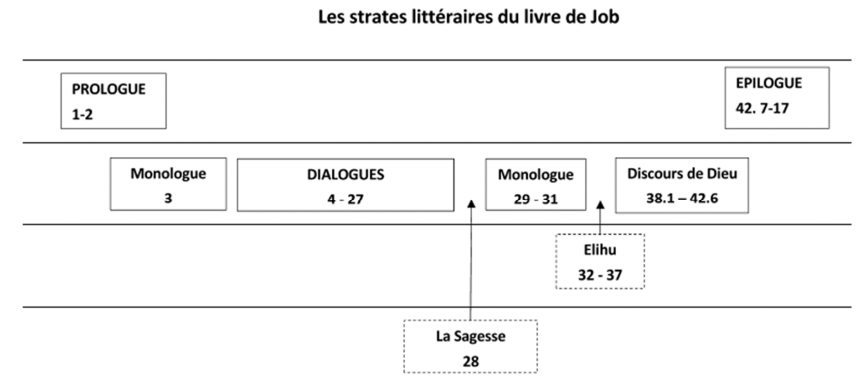 Les strates littéraires du livre de Job
PROLOGUE
1-2
EPILOGUE
42. 7-17
Monologue
3
DIALOGUES
4 - 27
Monologue
29 - 31
Discours de Dieu
38.1 – 42.6
Elihu
32 - 37
La Sagesse
28